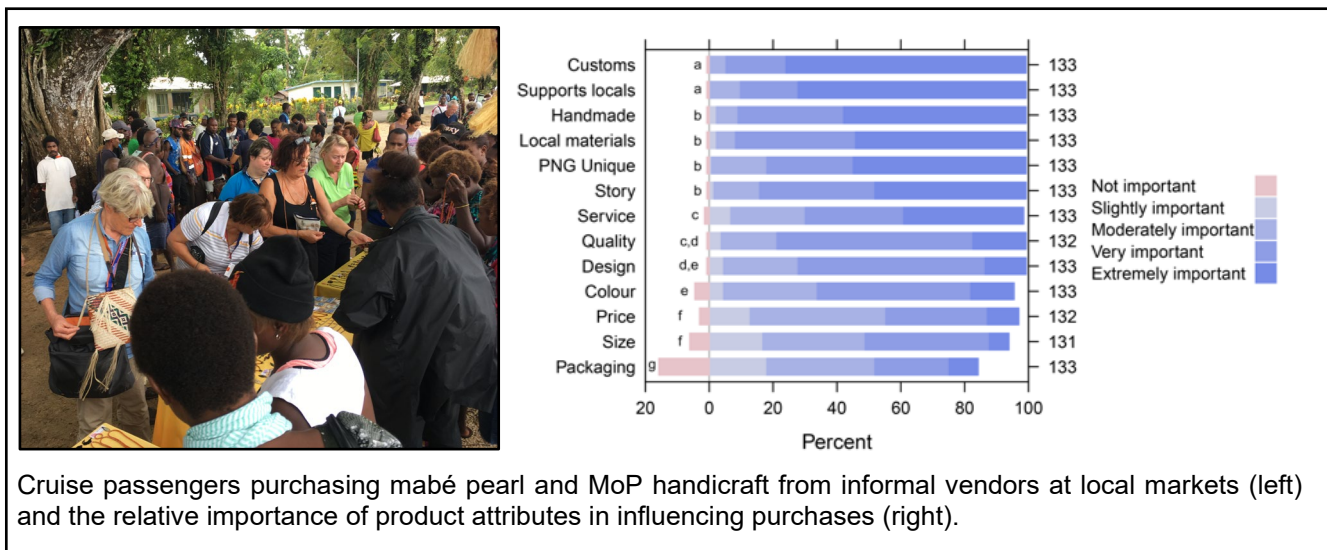 Customs a 133
Supports locals a 133
Handmade b 133
Local materials b 133
PNG Unique b 133
Story b 133
Service c 133
Quality c,d 132
Design d,e 133
Colour e 133
Price f 132
Size f 131
Packaging g 133
20 0 20 40 60 80 100
Percent
Not important
Slightly important
Moderately important
Very important
Extremely important
Cruise passengers purchasing mabé pearl and MoP handicraft from informal vendors at local markets (left)
and the relative importance of product attributes in influencing purchases (right).